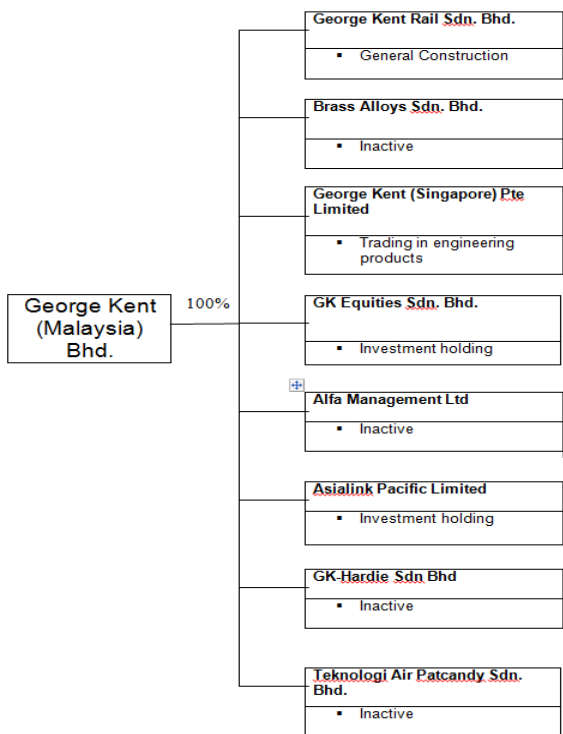 George Kent Rail Sdn. Bhd.
▪ General Construction
Brass Alloys Sdn. Bhd.
▪ Inactive
George Kent (Singapore) Pte
Limited
▪ Trading in engineering
products
George Kent
(Malaysia)
Bhd.
100%
GK Equities Sdn. Bhd.
▪ Investment holding
Alfa Management Ltd
▪ Inactive
Asialink Pacific Limited
▪ Investment holding
GK-Hardie Sdn Bhd
▪ Inactive
Teknologi Air Patcandy Sdn.
Bhd.
▪ Inactive